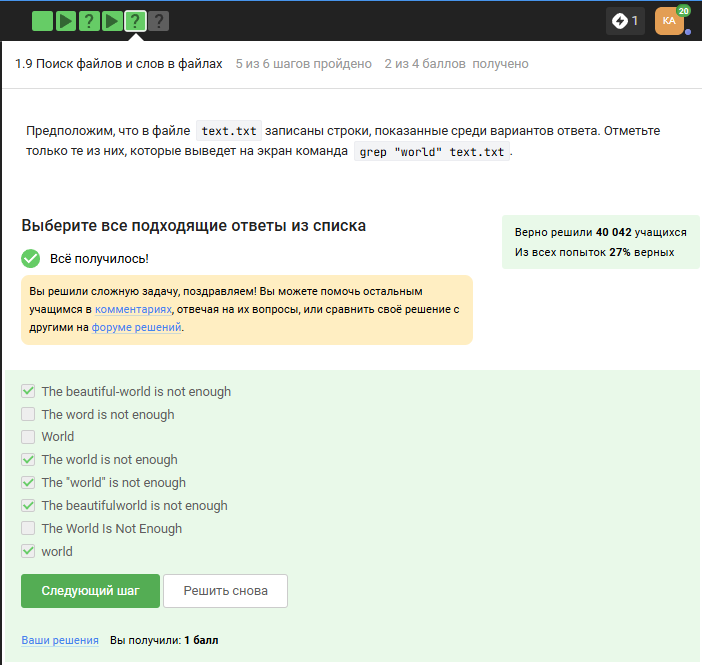 ? ? ? 1 КА 20
1.9 Поиск файлов и слов в файлах 5 из 6 шагов пройдено 2 из 4 баллов получено
Предположим, что в файле text.txt записаны строки, показанные среди вариантов ответа. Отметьте
только те из них, которые выведет на экран команда grep "world" text.txt.
Выберите все подходящие ответы из списка
Верно решили 40 042 учащихся
Из всех попыток 27% верных
Всё получилось!
Вы решили сложную задачу, поздравляем! Вы можете помочь остальным
учащимся в комментариях, отвечая на их вопросы, или сравнить своё решение с
другими на форуме решений.
The beautiful-world is not enough
The word is not enough
World
The world is not enough
The "world" is not enough
The beautifulworld is not enough
The World Is Not Enough
world
Следующий шаг Решить снова
Ваши решения Вы получили: 1 балл